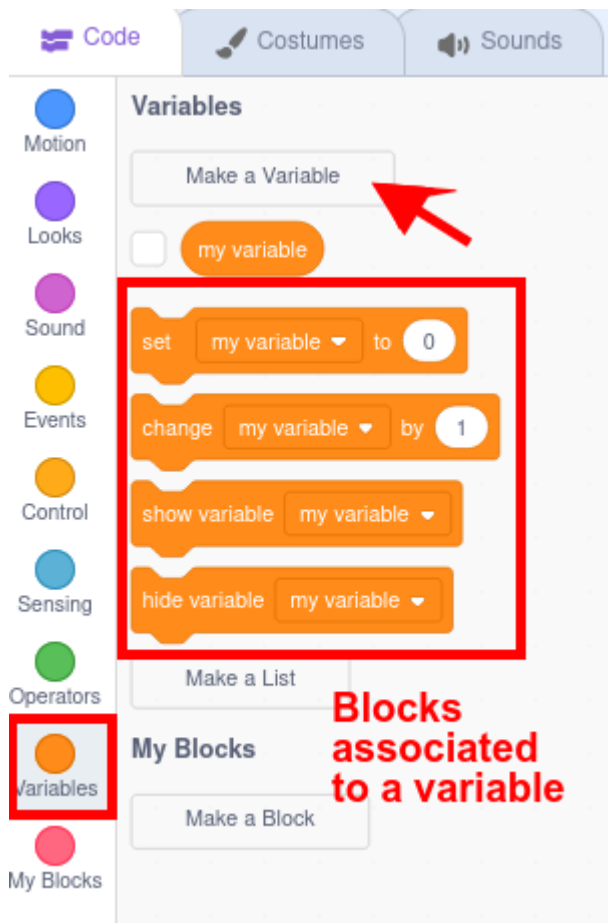 Code Costumes Sounds
Motion
Looks
Sound
Events
Control
Sensing
Operators
Variables
My Blocks
Variables
Make a Variable
my variable
set my variable to 0
change my variable by 1
show variable my variable
hide variable my variable
Make a List
Blocks
associated
to a variable
My Blocks
Make a Block